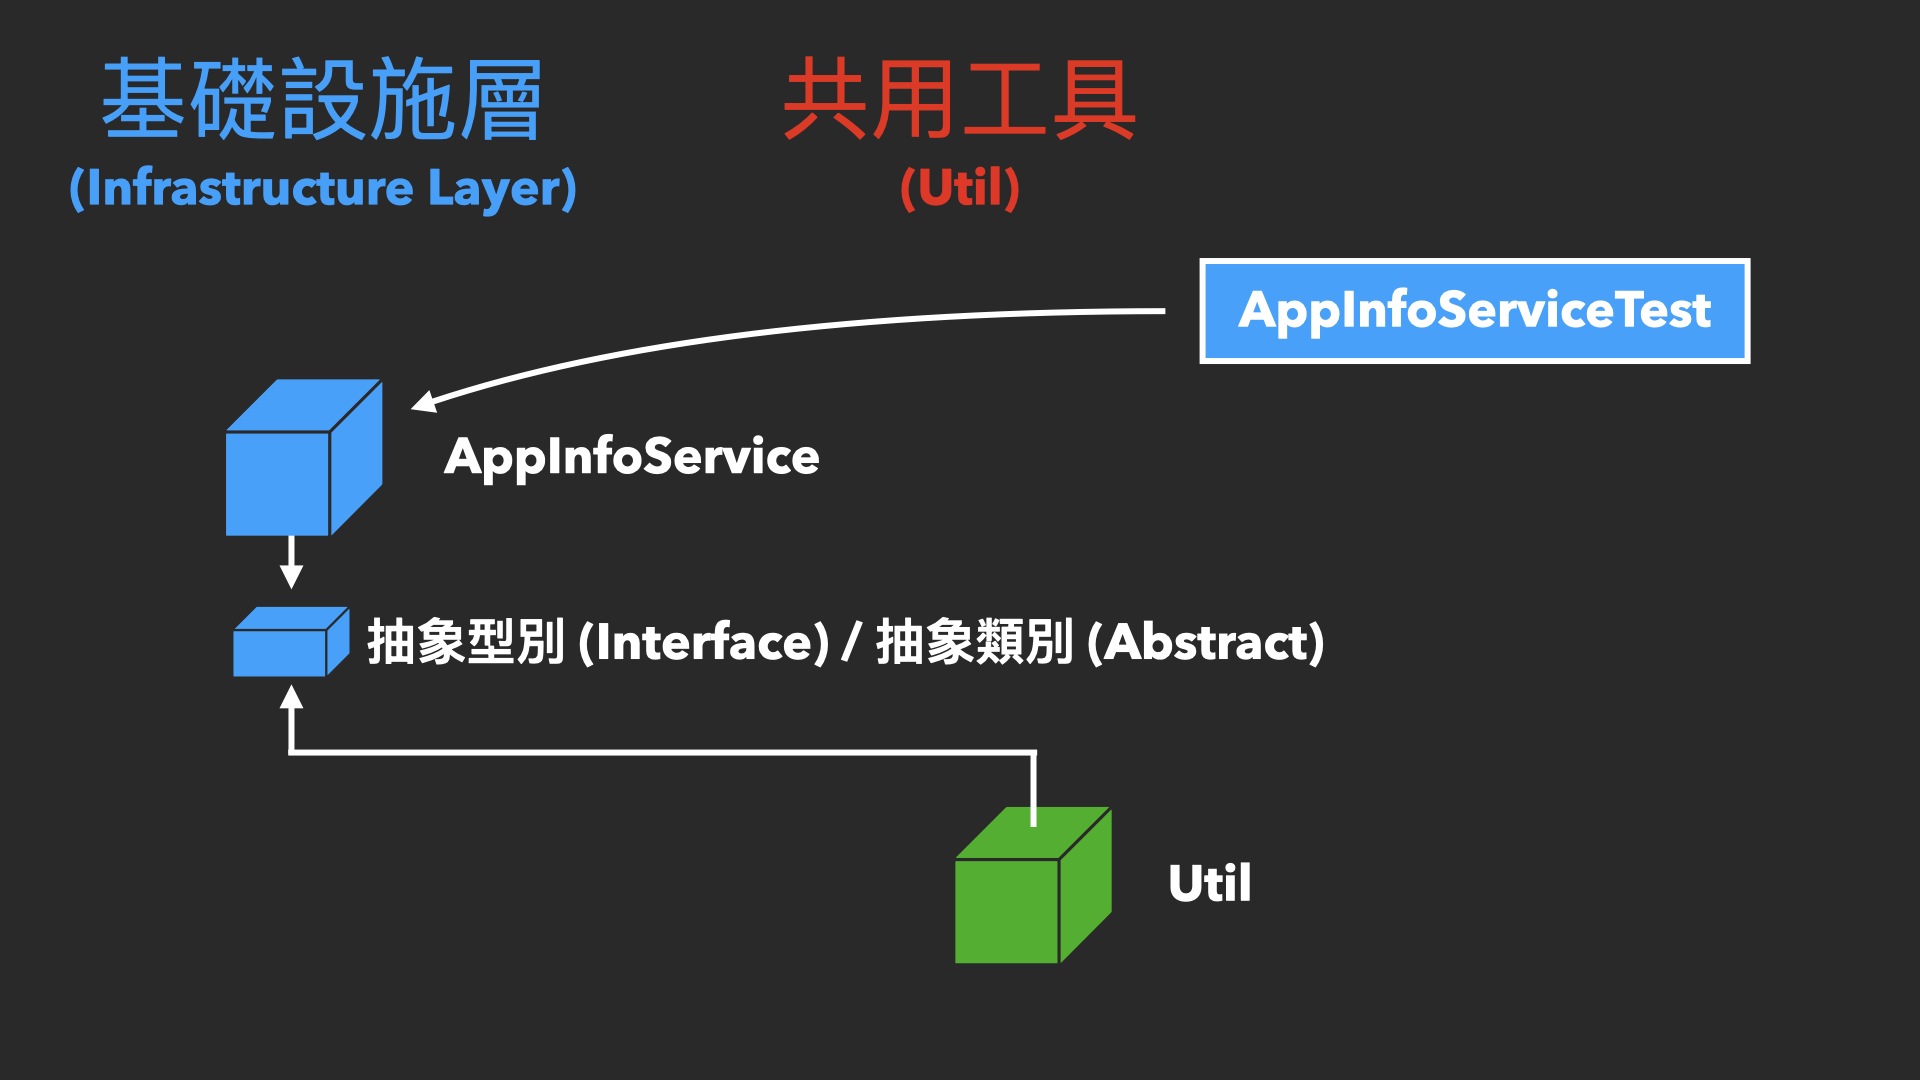 基礎設施層
(Infrastructure Layer)
共用工具
(Util)
AppInfoServiceTest
AppInfoService
抽象型別 (Interface) / 抽象類別 (Abstract)
Util